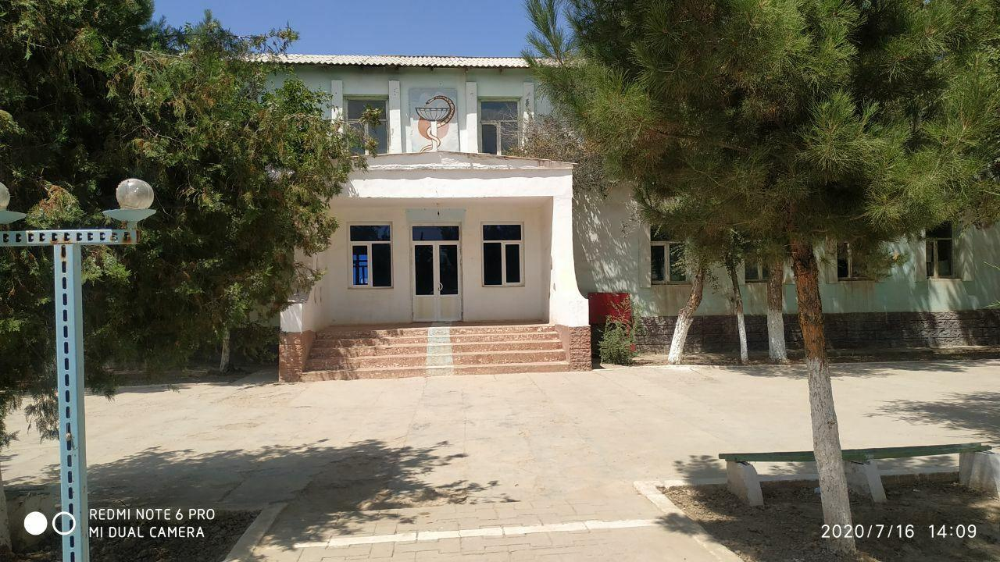 REDMI NOTE 6 PRO
MI DUAL CAMERA
2020/7/16 14:09